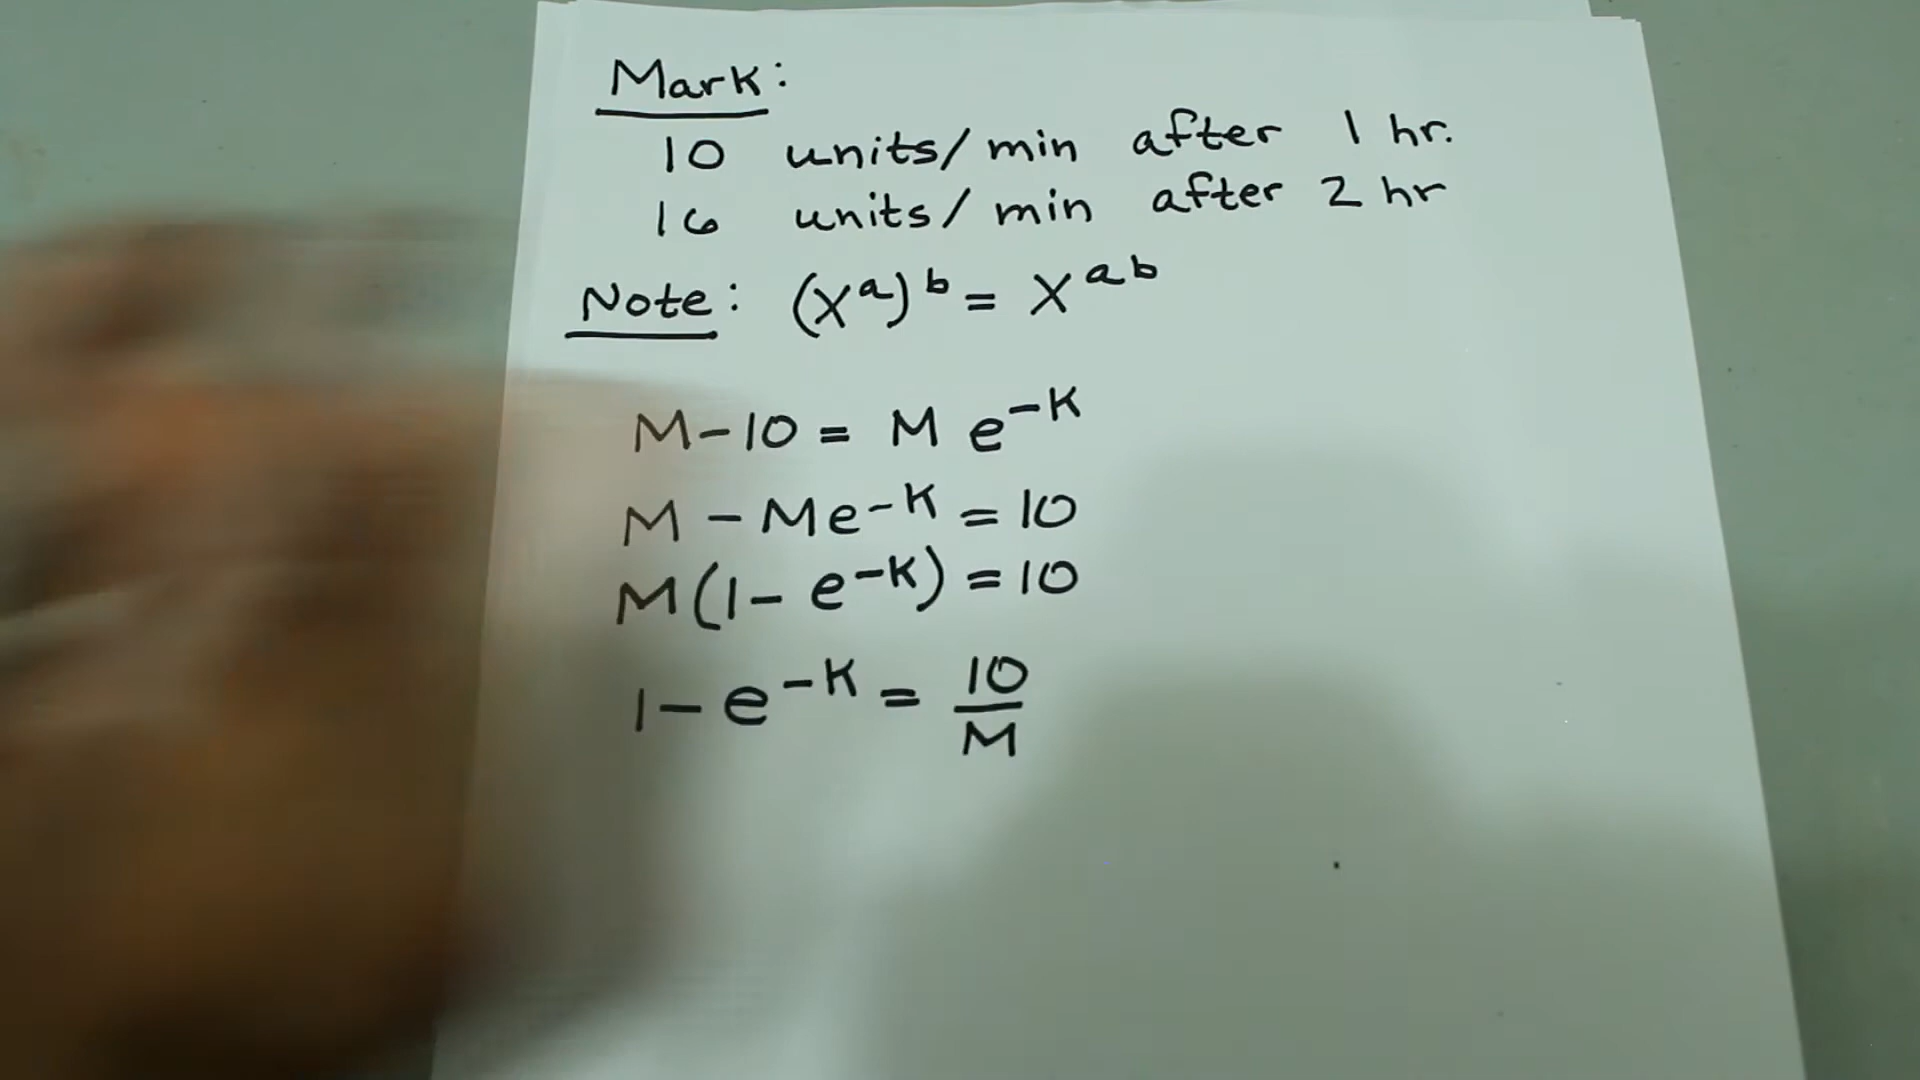 Mark:
10 units/min after 1 hr.
16 units/min after 2 hr
Note: (x^a)^b = x^ab
M-10 = M e^-K
M - Me^-K = 10
M(1- e^-K) = 10
1- e^-K = 10/M